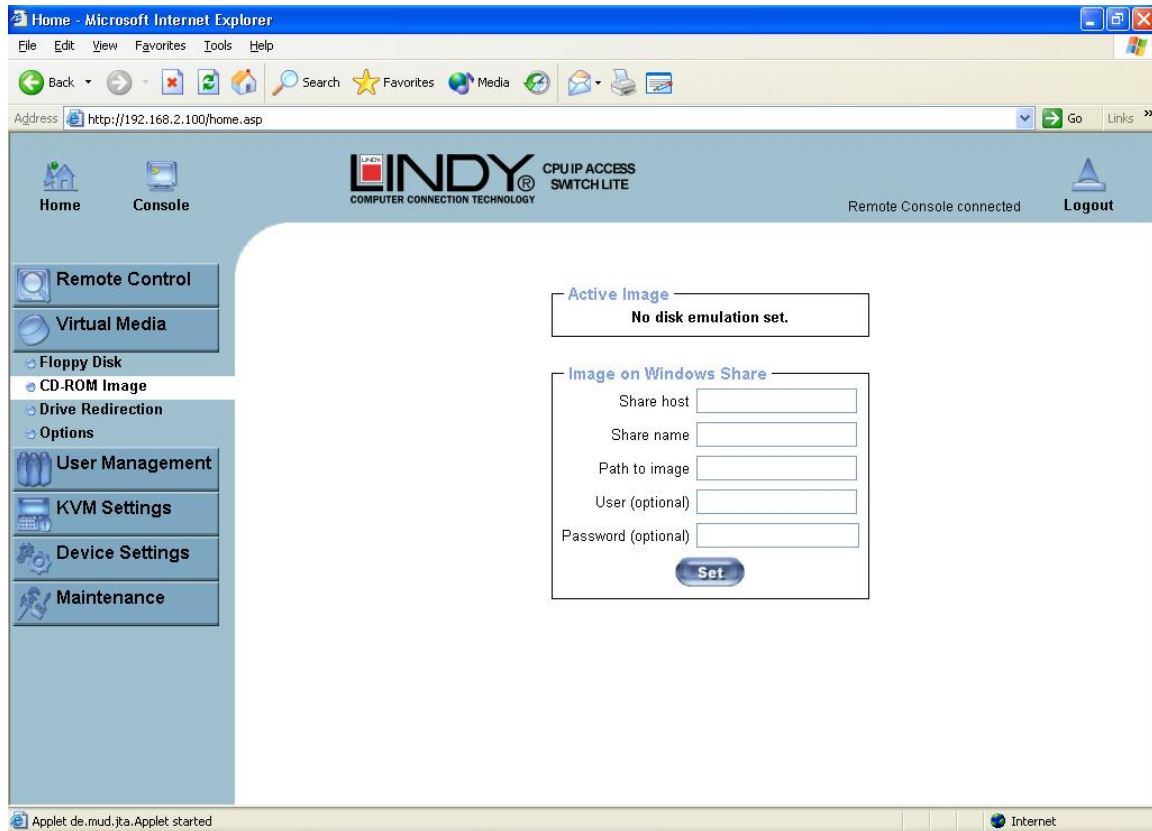 Home - Microsoft Internet Explorer
File Edit View Favorites Tools Help
Back Search Favorites Media
Address http://192.168.2.100/home.asp Go Links »
Home Console
LINDY
LINDY® CPU IP ACCESS
COMPUTER CONNECTION TECHNOLOGY SWITCH LITE
Remote Console connected Logout
Remote Control
Virtual Media
Floppy Disk
CD-ROM Image
Drive Redirection
Options
User Management
KVM Settings
Device Settings
Maintenance
Active Image
No disk emulation set.
Image on Windows Share
Share host
Share name
Path to image
User (optional)
Password (optional)
Set
Applet de.mud.jta.Applet started Internet